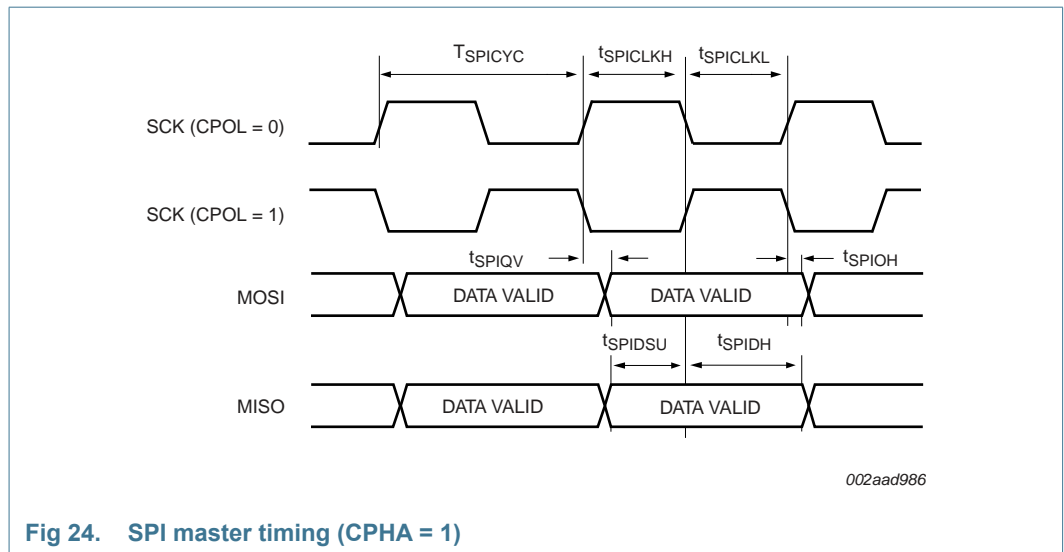 TSPICYC tSPICLKH tSPICLKL
SCK (CPOL = 0)
SCK (CPOL = 1)
tSPIQV tSPIOH
MOSI DATA VALID DATA VALID
tSPIDSU tSPIDH
MISO DATA VALID DATA VALID
002aad986
Fig 24. SPI master timing (CPHA = 1)